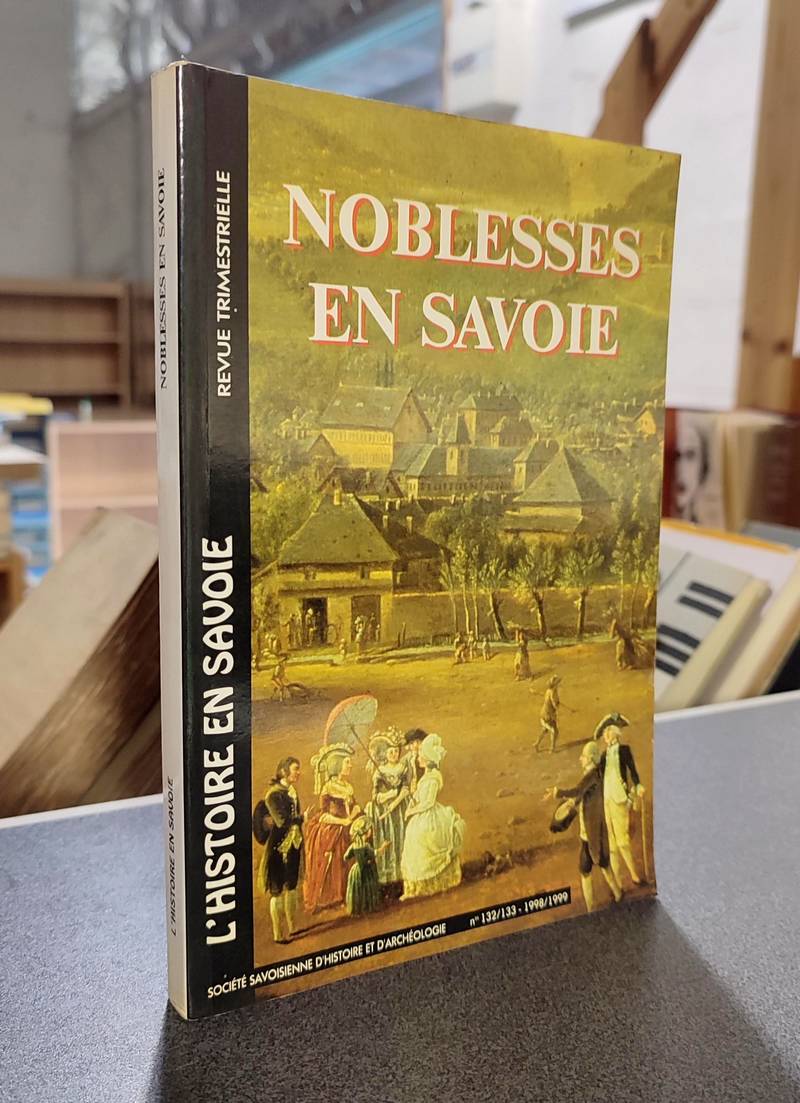 NOBLESSES EN SAVOIE
L'HISTOIRE EN SAVOIE
REVUE TRIMESTRIELLE
L'HISTOIRE EN SAVOIE
NOBLESSES
EN SAVOIE
SOCIÉTÉ SAVOISIENNE D'HISTOIRE ET D'ARCHÉOLOGIE n° 132/133 - 1998/1999